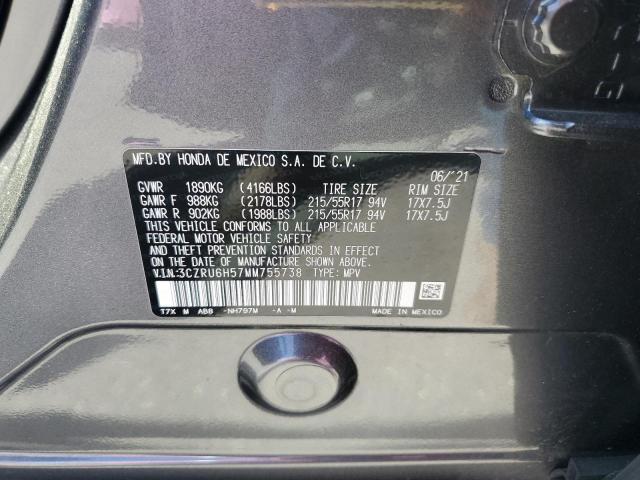 MFD.BY HONDA DE MEXICO S.A. DE C.V.
06/'21
GVWR 1890KG (4166LBS) TIRE SIZE RIM SIZE
GAWR F 988KG (2178LBS) 215/55R17 94V 17X7.5J
GAWR R 902KG (1988LBS) 215/55R17 94V 17X7.5J
THIS VEHICLE CONFORMS TO ALL APPLICABLE
FEDERAL MOTOR VEHICLE SAFETY
AND THEFT PREVENTION STANDARDS IN EFFECT
ON THE DATE OF MANUFACTURE SHOWN ABOVE.
V.I.N.:3CZRU6H57MM755738 TYPE: MPV
T7X M ABB -NH797M -A -M MADE IN MEXICO